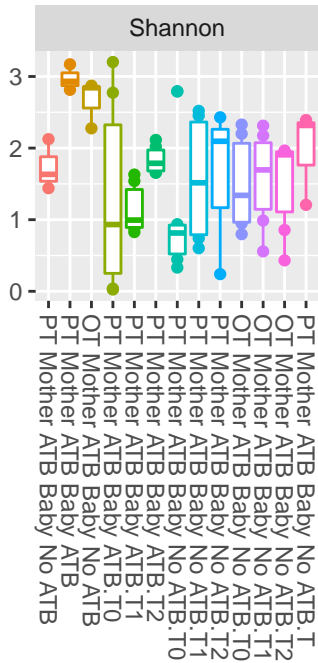 Shannon
3
2
1
0
PT Mother ATB Baby No ATB
PT Mother ATB Baby ATB
OT Mother ATB Baby No ATB
PT Mother ATB Baby ATB.T0
PT Mother ATB Baby ATB.T1
PT Mother ATB Baby ATB.T2
PT Mother ATB Baby No ATB.T0
PT Mother ATB Baby No ATB.T1
PT Mother ATB Baby No ATB.T2
OT Mother ATB Baby No ATB.T0
OT Mother ATB Baby No ATB.T1
OT Mother ATB Baby No ATB.T2
PT Mother ATB Baby No ATB.T